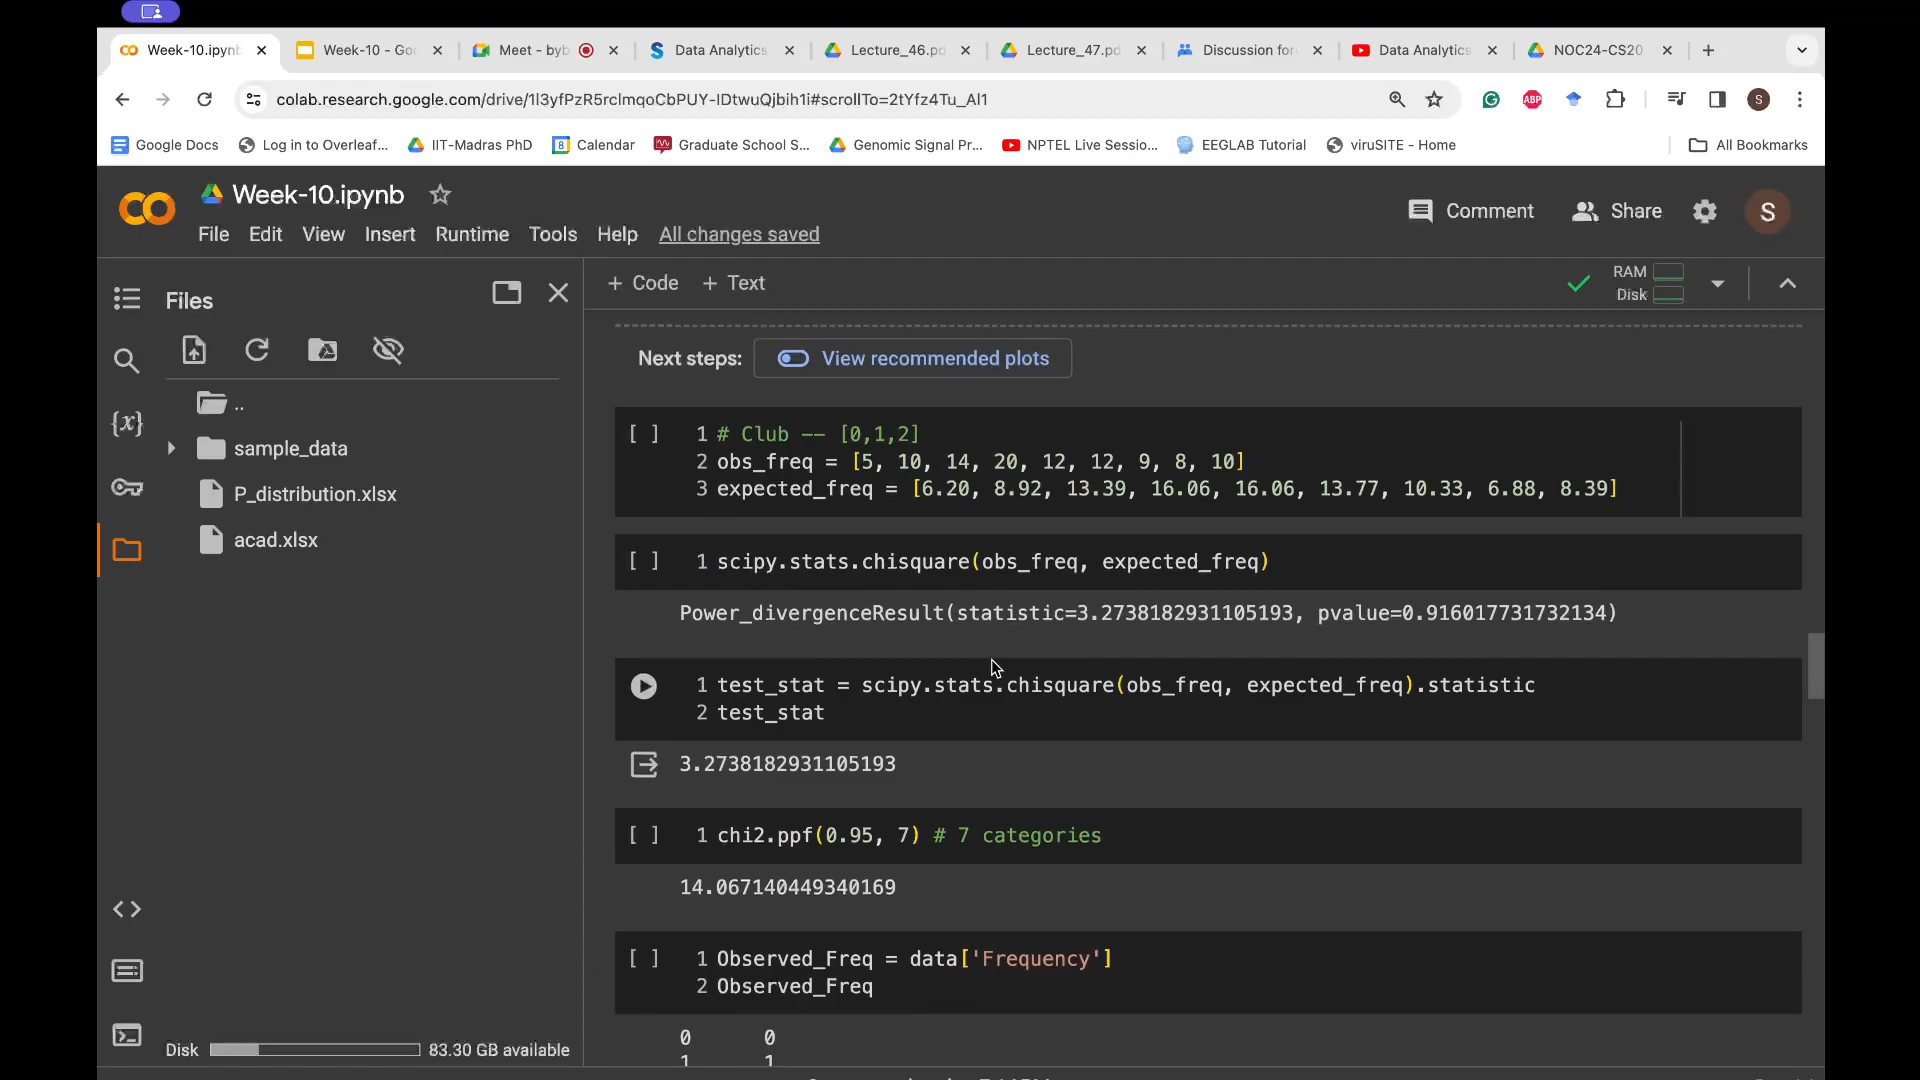 Week-10.ipynb
Week-10 - Goo
Meet - byb
Data Analytics
Lecture_46.pd
Lecture_47.pd
Discussion for
Data Analytics
NOC24-CS20
colab.research.google.com/drive/1l3yfPzR5rclmqoCbPUY-IDtwuQjbih1i#scrollTo=2tYfz4Tu_Al1
ABP
S
Google Docs
Log in to Overleaf...
IIT-Madras PhD
Calendar
Graduate School S...
Genomic Signal Pr...
NPTEL Live Sessio...
EEGLAB Tutorial
viruSITE - Home
All Bookmarks
Week-10.ipynb
Comment
Share
S
File Edit View Insert Runtime Tools Help All changes saved
Files
+ Code + Text
RAM
Disk
..
sample_data
P_distribution.xlsx
acad.xlsx
{x}
Next steps: View recommended plots
[ ] 1 # Club -- [0,1,2]
2 obs_freq = [5, 10, 14, 20, 12, 12, 9, 8, 10]
3 expected_freq = [6.20, 8.92, 13.39, 16.06, 16.06, 13.77, 10.33, 6.88, 8.39]
[ ] 1 scipy.stats.chisquare(obs_freq, expected_freq)
Power_divergenceResult(statistic=3.2738182931105193, pvalue=0.916017731732134)
1 test_stat = scipy.stats.chisquare(obs_freq, expected_freq).statistic
2 test_stat
3.2738182931105193
[ ] 1 chi2.ppf(0.95, 7) # 7 categories
14.067140449340169
[ ] 1 Observed_Freq = data['Frequency']
2 Observed_Freq
0 0
1 1
Disk 83.30 GB available